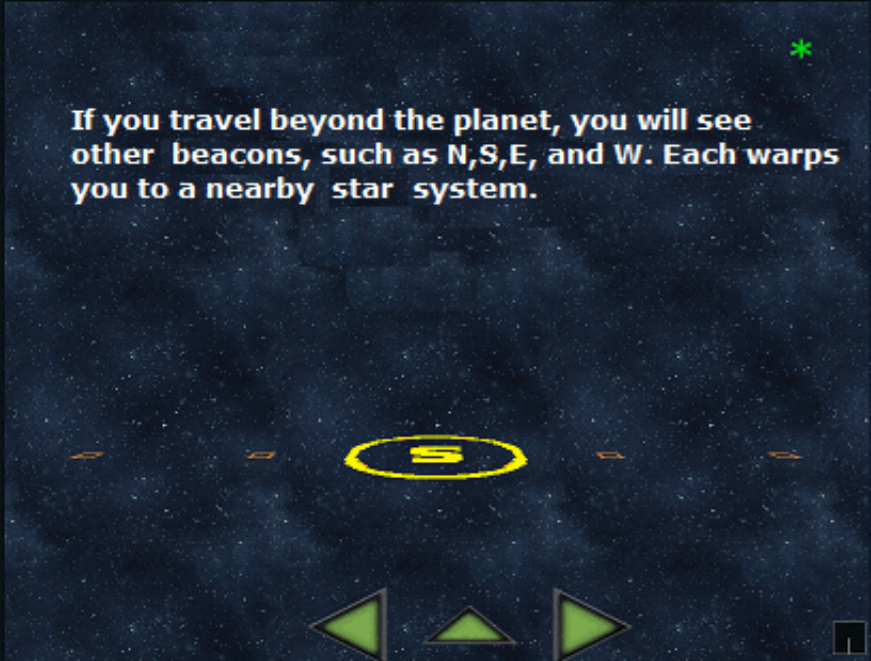 *
If you travel beyond the planet, you will see
other beacons, such as N,S,E, and W. Each warps
you to a nearby star system.
S